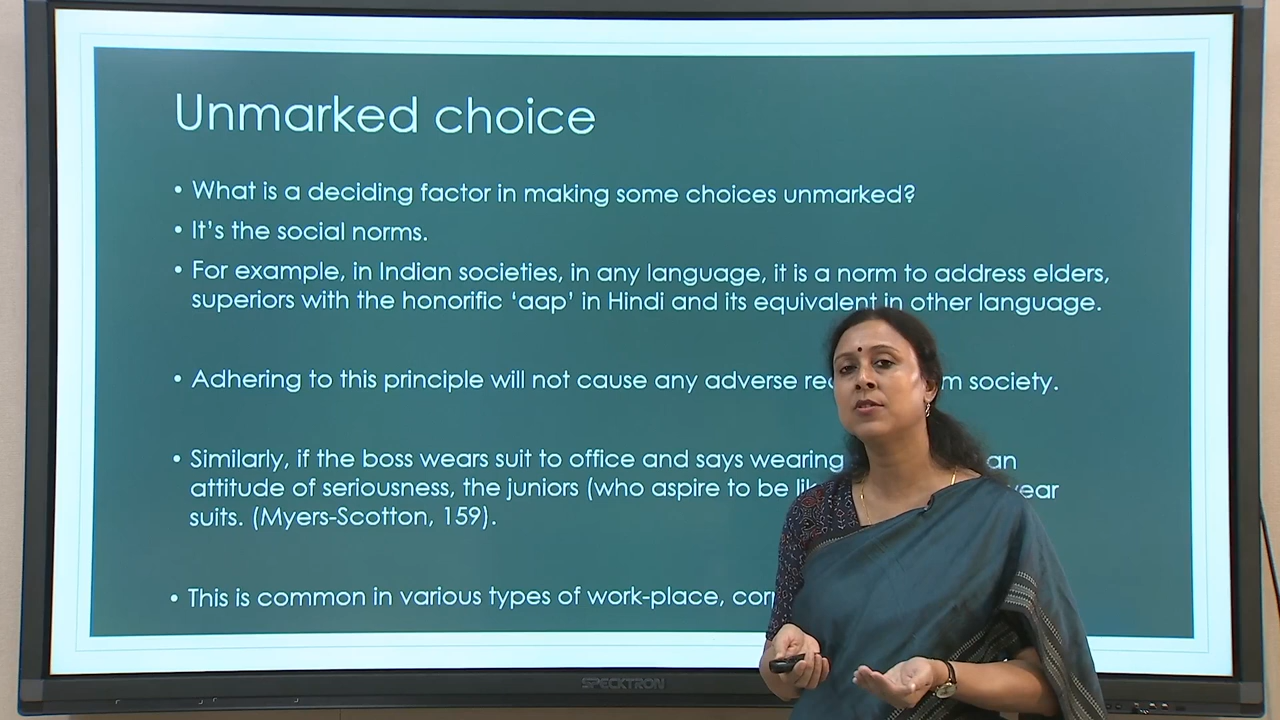 Unmarked choice
• What is a deciding factor in making some choices unmarked?
• It's the social norms.
• For example, in Indian societies, in any language, it is a norm to address elders,
superiors with the honorific 'aap' in Hindi and its equivalent in other language.
• Adhering to this principle will not cause any adverse society.
• Similarly, if the boss wears suit to office and says wearing an
attitude of seriousness, the juniors (who aspire to be
suits. (Myers-Scotton, 159).
• This is common in various types of work-place,
SPECKTRON